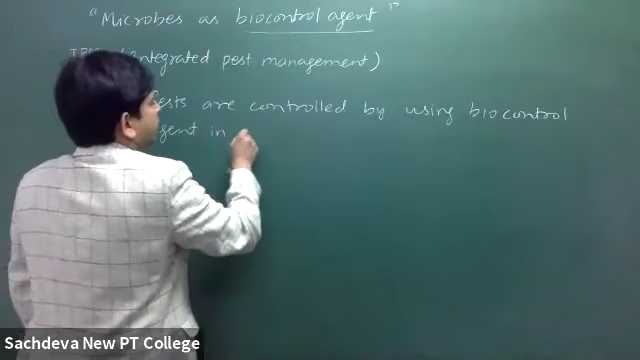 "Microbes as biocontrol agent"
(Integrated pest management)
Pests are controlled by using biocontrol
agent in
Sachdeva New PT College